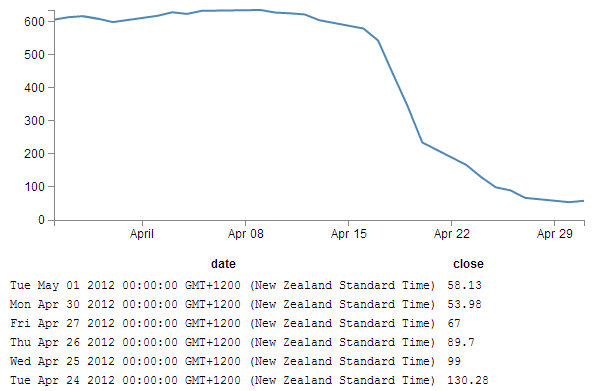 600
500
400
300
200
100
0
April Apr 08 Apr 15 Apr 22 Apr 29
date close
Tue May 01 2012 00:00:00 GMT+1200 (New Zealand Standard Time) 58.13
Mon Apr 30 2012 00:00:00 GMT+1200 (New Zealand Standard Time) 53.98
Fri Apr 27 2012 00:00:00 GMT+1200 (New Zealand Standard Time) 67
Thu Apr 26 2012 00:00:00 GMT+1200 (New Zealand Standard Time) 89.7
Wed Apr 25 2012 00:00:00 GMT+1200 (New Zealand Standard Time) 99
Tue Apr 24 2012 00:00:00 GMT+1200 (New Zealand Standard Time) 130.28